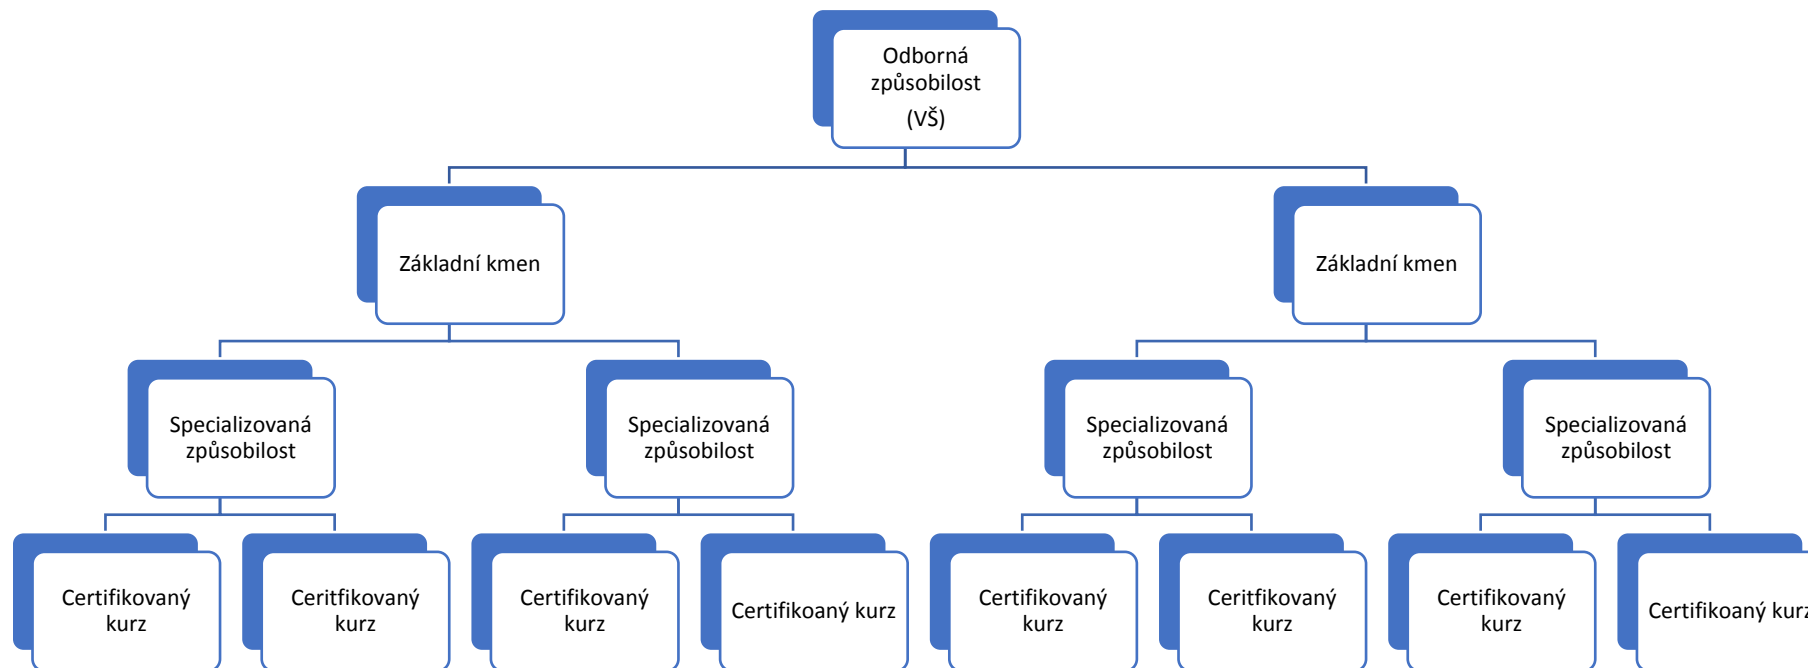 Odborná
způsobilost
(VŠ)
Základní kmen
Základní kmen
Specializovaná
způsobilost
Specializovaná
způsobilost
Specializovaná
způsobilost
Specializovaná
způsobilost
Certifikovaný
kurz
Ceritfikovaný
kurz
Certifikovaný
kurz
Certifikoaný kurz
Certifikovaný
kurz
Ceritfikovaný
kurz
Certifikovaný
kurz
Certifikoaný kurz